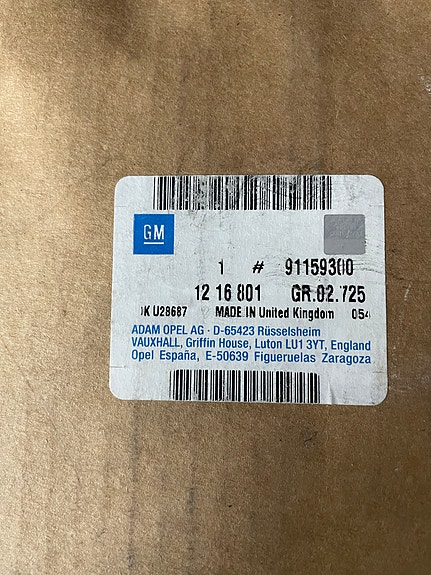 GM
1 # 91159300
12 16 801 GR.02.725
U28687 MADE IN United Kingdom 054
ADAM OPEL AG · D-65423 Rüsselsheim
VAUXHALL, Griffin House, Luton LU1 3YT, England
Opel España, E-50639 Figueruelas Zaragoza